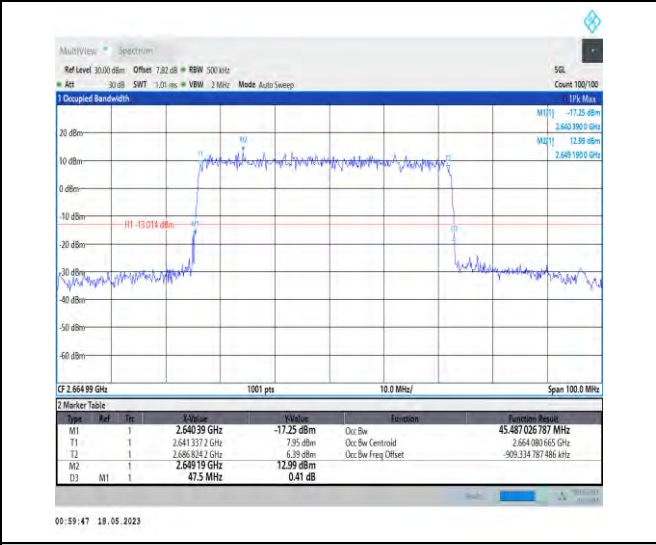 MultiView Spectrum
Ref Level 30.00 dBm Offset 7.82 dB RBW 500 kHz SGL
Att 30 dB SWT 1.01 ms VBW 2 MHz Mode Auto Sweep Count 100/100
1 Occupied Bandwidth 1Pk Max
M1[1] -17.25 dBm
2.640 390 0 GHz
M2[1] 12.99 dBm
2.649 190 0 GHz
20 dBm
10 dBm
0 dBm
-10 dBm
H1 -13.014 dBm
-20 dBm
-30 dBm
-40 dBm
-50 dBm
-60 dBm
M2
T1
T2
M1
D3
CF 2.664 99 GHz 1001 pts 10.0 MHz/ Span 100.0 MHz
2 Marker Table
Type Ref Trc X-Value Y-Value Function Function Result
M1 1 2.640 39 GHz -17.25 dBm Occ Bw 45.487 026 787 MHz
T1 1 2.641 337 2 GHz 7.95 dBm Occ Bw Centroid 2.664 080 665 GHz
T2 1 2.686 824 2 GHz 6.39 dBm Occ Bw Freq Offset -909.334 787 486 kHz
M2 1 2.649 19 GHz 12.99 dBm
D3 M1 1 47.5 MHz 0.41 dB
00:59:47 18.05.2023